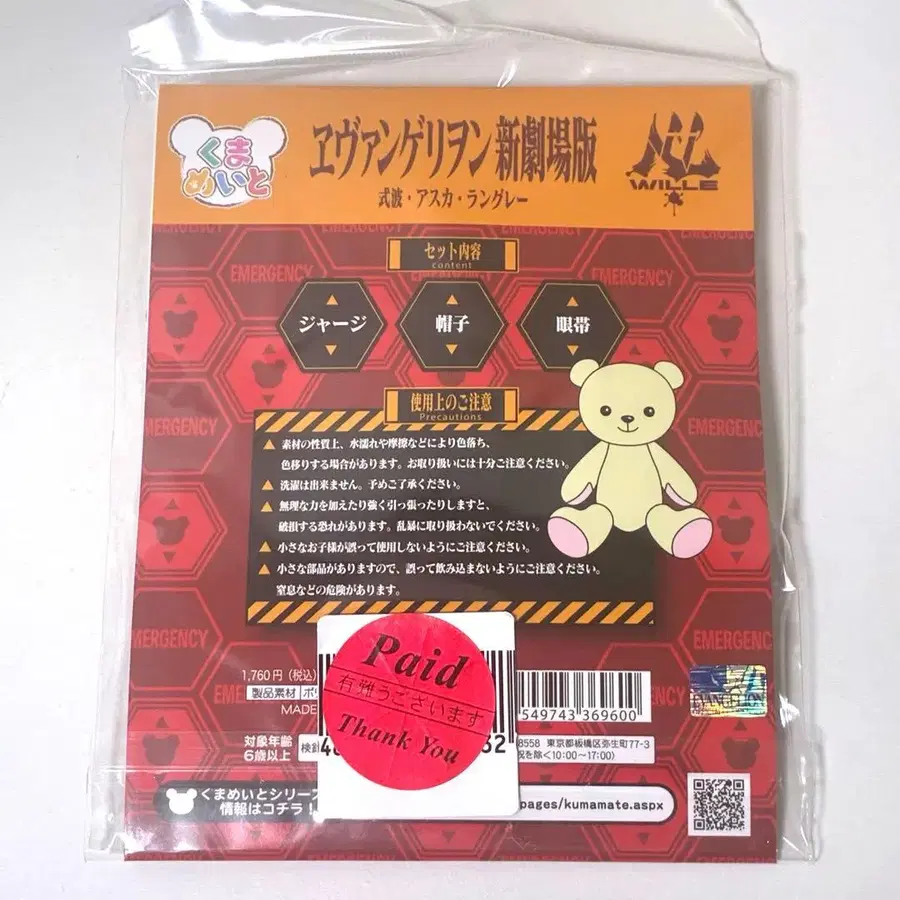 くま
めいと
ヱヴァンゲリヲン新劇場版
式波・アスカ・ラングレー
WILLE
セット内容
content
EMERGENCY
EMERGENCY
ジャージ
帽子
眼帯
使用上のご注意
Precautions
▲ 素材の性質上、水濡れや摩擦などにより色落ち、
色移りする場合があります。お取り扱いには十分ご注意ください。
▲ 洗濯は出来ません。予めご了承ください。
▲ 無理な力を加えたり強く引っ張ったりしますと、
破損する恐れがあります。乱暴に取り扱わないでください。
▲ 小さなお子様が誤って使用しないようにご注意ください。
▲ 小さな部品がありますので、誤って飲み込まないようにご注意ください。
窒息などの危険があります。
EMERGENCY
EMERGENCY
EMERGENCY
EMERGENCY
1,760円(税込)
製品素材
MADE
Paid
有難うございます
Thank You
549743 369600
EVANGELION
対象年齢
6歳以上
検針
8558 東京都板橋区弥生町77-3
祝を除く10:00~17:00)
くまめいとシリーズ
情報はコチラ!
pages/kumamate.aspx
EMERGENCY